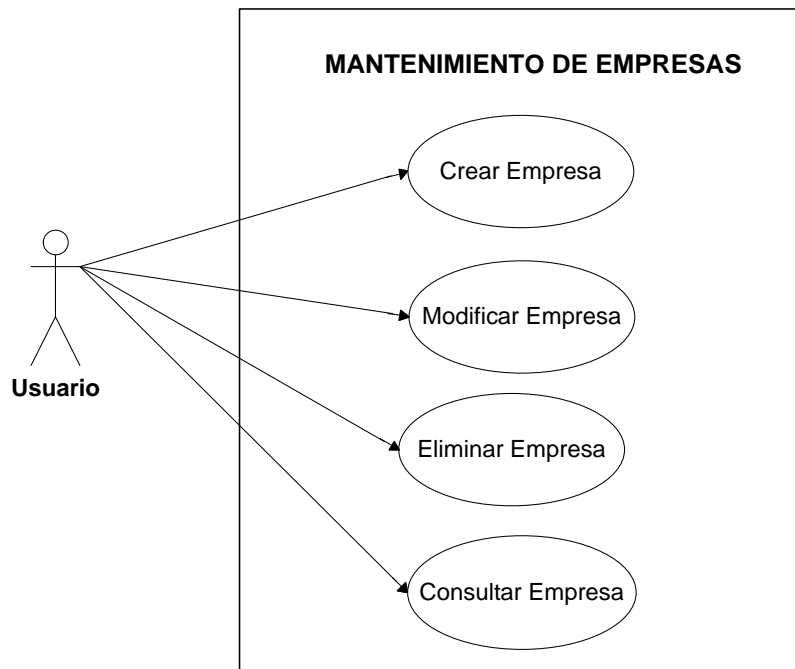 MANTENIMIENTO DE EMPRESAS
Crear Empresa
Modificar Empresa
Usuario
Eliminar Empresa
Consultar Empresa